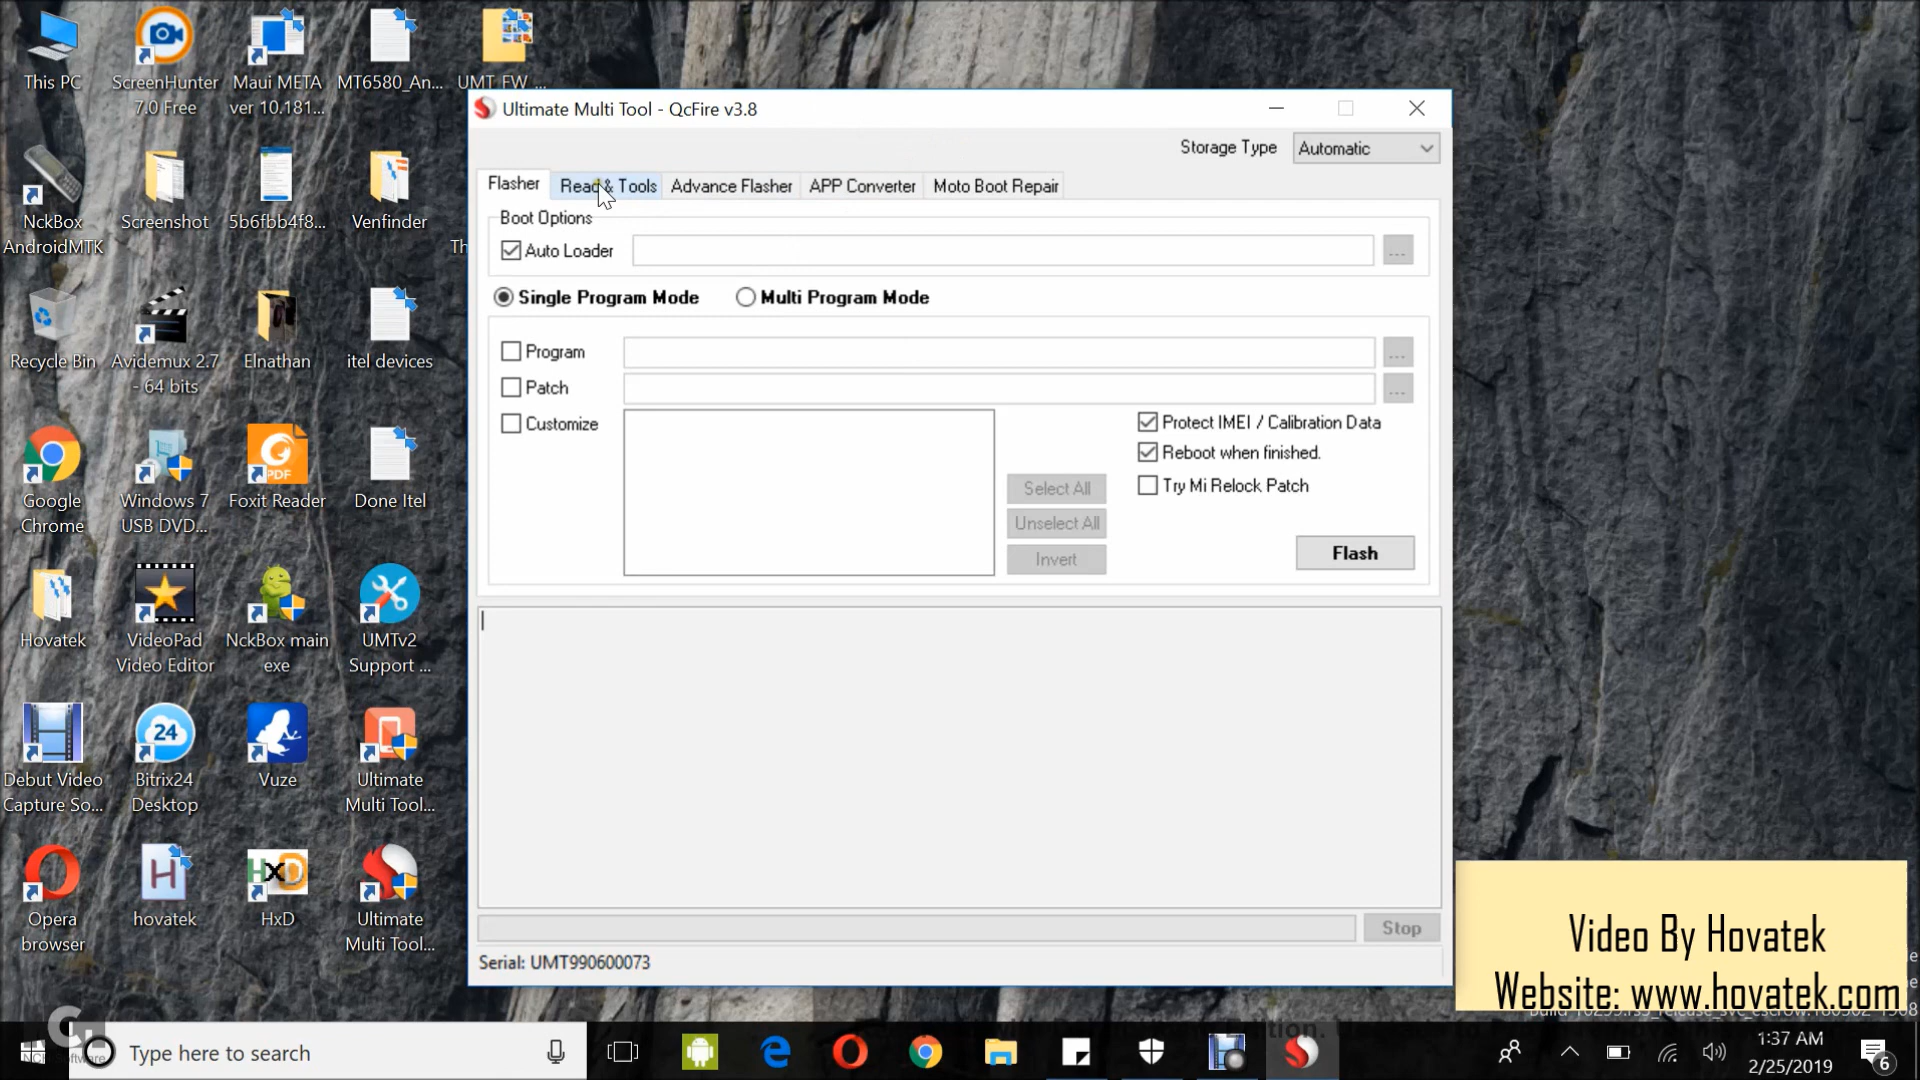 This PC
ScreenHunter
7.0 Free
Maui META
ver 10.181...
MT6580_An...
UMT_FW_...
NckBox
AndroidMTK
Screenshot
5b6fbb4f8...
Venfinder
Th
Recycle Bin
Avidemux 2.7
- 64 bits
Elnathan
itel devices
Google
Chrome
Windows 7
USB DVD...
Foxit Reader
PDF
Done Itel
Hovatek
VideoPad
Video Editor
NckBox main
exe
UMTv2
Support ...
Debut Video
Capture So...
24
Bitrix24
Desktop
Vuze
Ultimate
Multi Tool...
Opera
browser
H
hovatek
HxD
HxD
Ultimate
Multi Tool...
Ultimate Multi Tool - QcFire v3.8
Storage Type
Automatic
Flasher
Read & Tools
Advance Flasher
APP Converter
Moto Boot Repair
Boot Options
Auto Loader
...
Single Program Mode
Multi Program Mode
Program
...
Patch
...
Customize
Protect IMEI / Calibration Data
Reboot when finished.
Try Mi Relock Patch
Select All
Unselect All
Invert
Flash
Stop
Serial: UMT990600073
Video By Hovatek
Website: www.hovatek.com
Type here to search
1:37 AM
2/25/2019
6